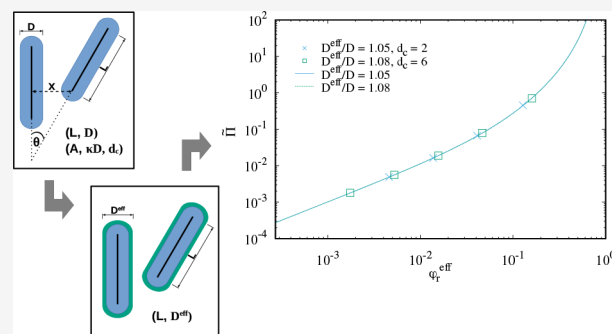 D
X
L
θ
(L, D)
(A, κD, d꜀)
D^eff
L
(L, D^eff)
10^2
10^1
10^0
10^-1
10^-2
10^-3
10^-4
Π̃
D^eff/D = 1.05, d_c = 2
D^eff/D = 1.08, d_c = 6
D^eff/D = 1.05
D^eff/D = 1.08
10^-3
10^-2
10^-1
10^0
φ_r^eff